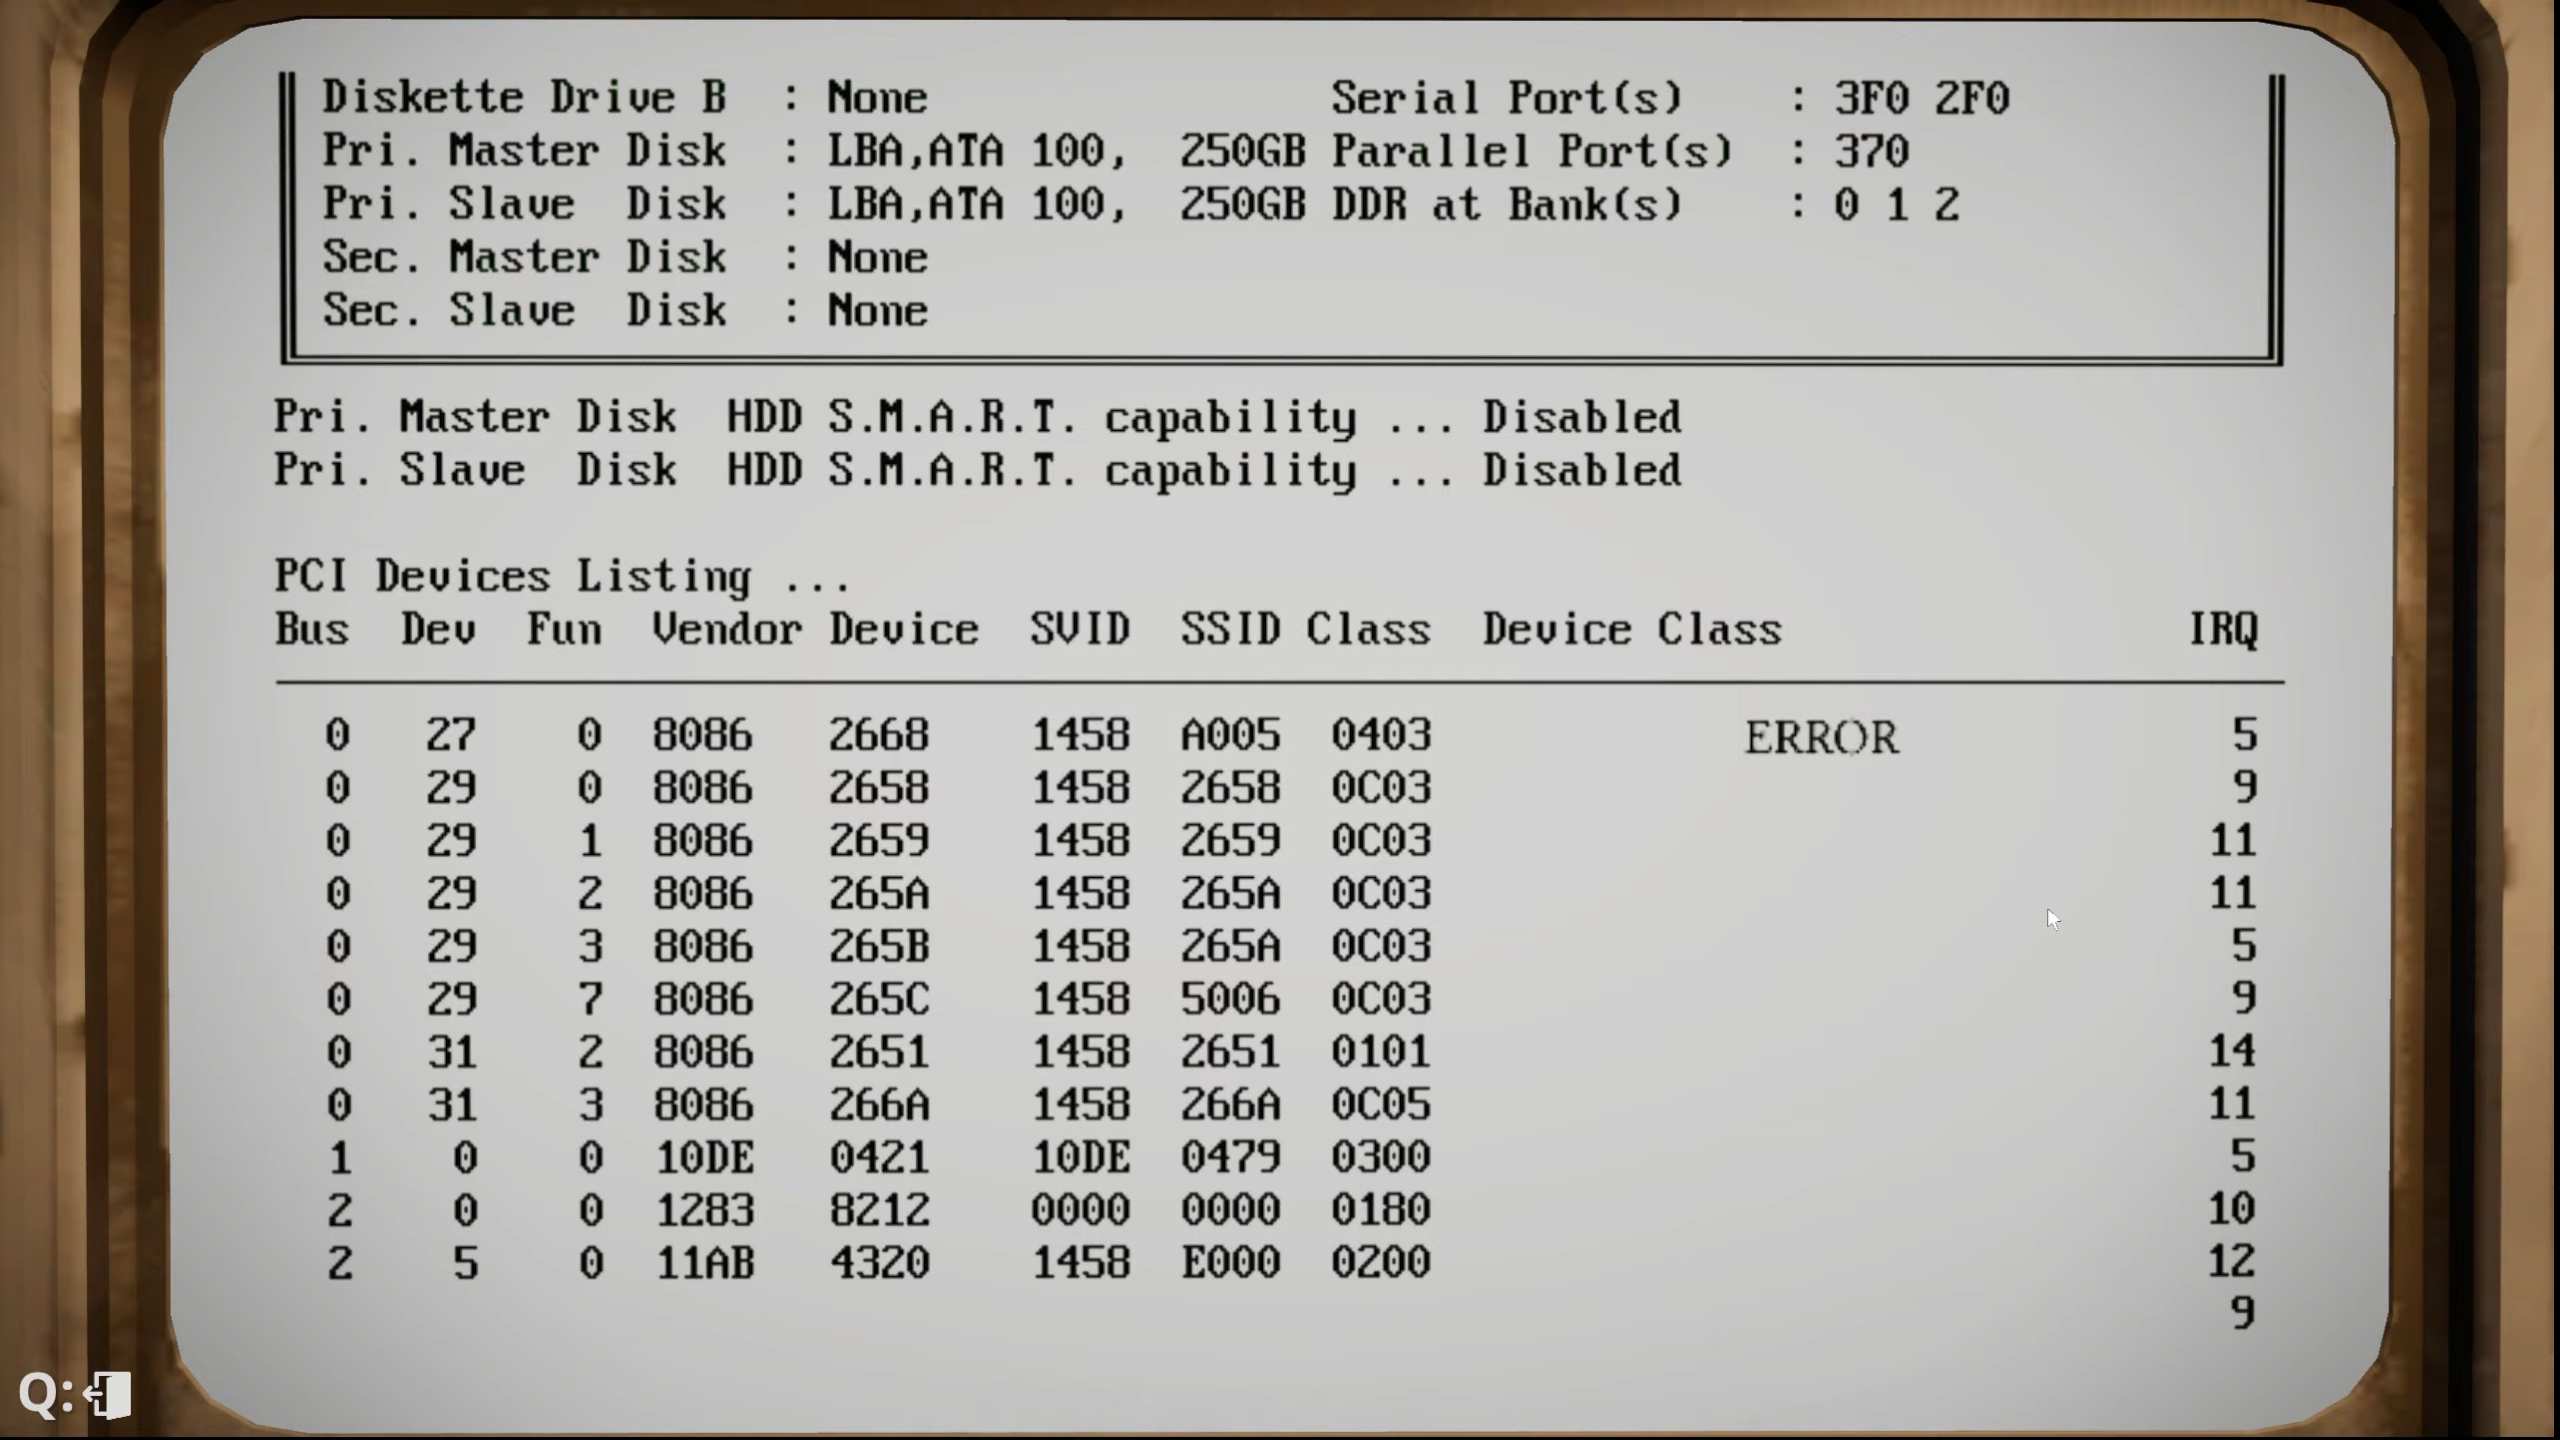 Diskette Drive B : None Serial Port(s) : 3F0 2F0
Pri. Master Disk : LBA,ATA 100, 250GB Parallel Port(s) : 370
Pri. Slave Disk : LBA,ATA 100, 250GB DDR at Bank(s) : 0 1 2
Sec. Master Disk : None
Sec. Slave Disk : None
Pri. Master Disk HDD S.M.A.R.T. capability ... Disabled
Pri. Slave Disk HDD S.M.A.R.T. capability ... Disabled
PCI Devices Listing ...
Bus Dev Fun Vendor Device SVID SSID Class Device Class IRQ
0 27 0 8086 2668 1458 A005 0403 ERROR 5
0 29 0 8086 2658 1458 2658 0C03 9
0 29 1 8086 2659 1458 2659 0C03 11
0 29 2 8086 265A 1458 265A 0C03 11
0 29 3 8086 265B 1458 265A 0C03 5
0 29 7 8086 265C 1458 5006 0C03 9
0 31 2 8086 2651 1458 2651 0101 14
0 31 3 8086 266A 1458 266A 0C05 11
1 0 0 10DE 0421 10DE 0479 0300 5
2 0 0 1283 8212 0000 0000 0180 10
2 5 0 11AB 4320 1458 E000 0200 12
9
Q: